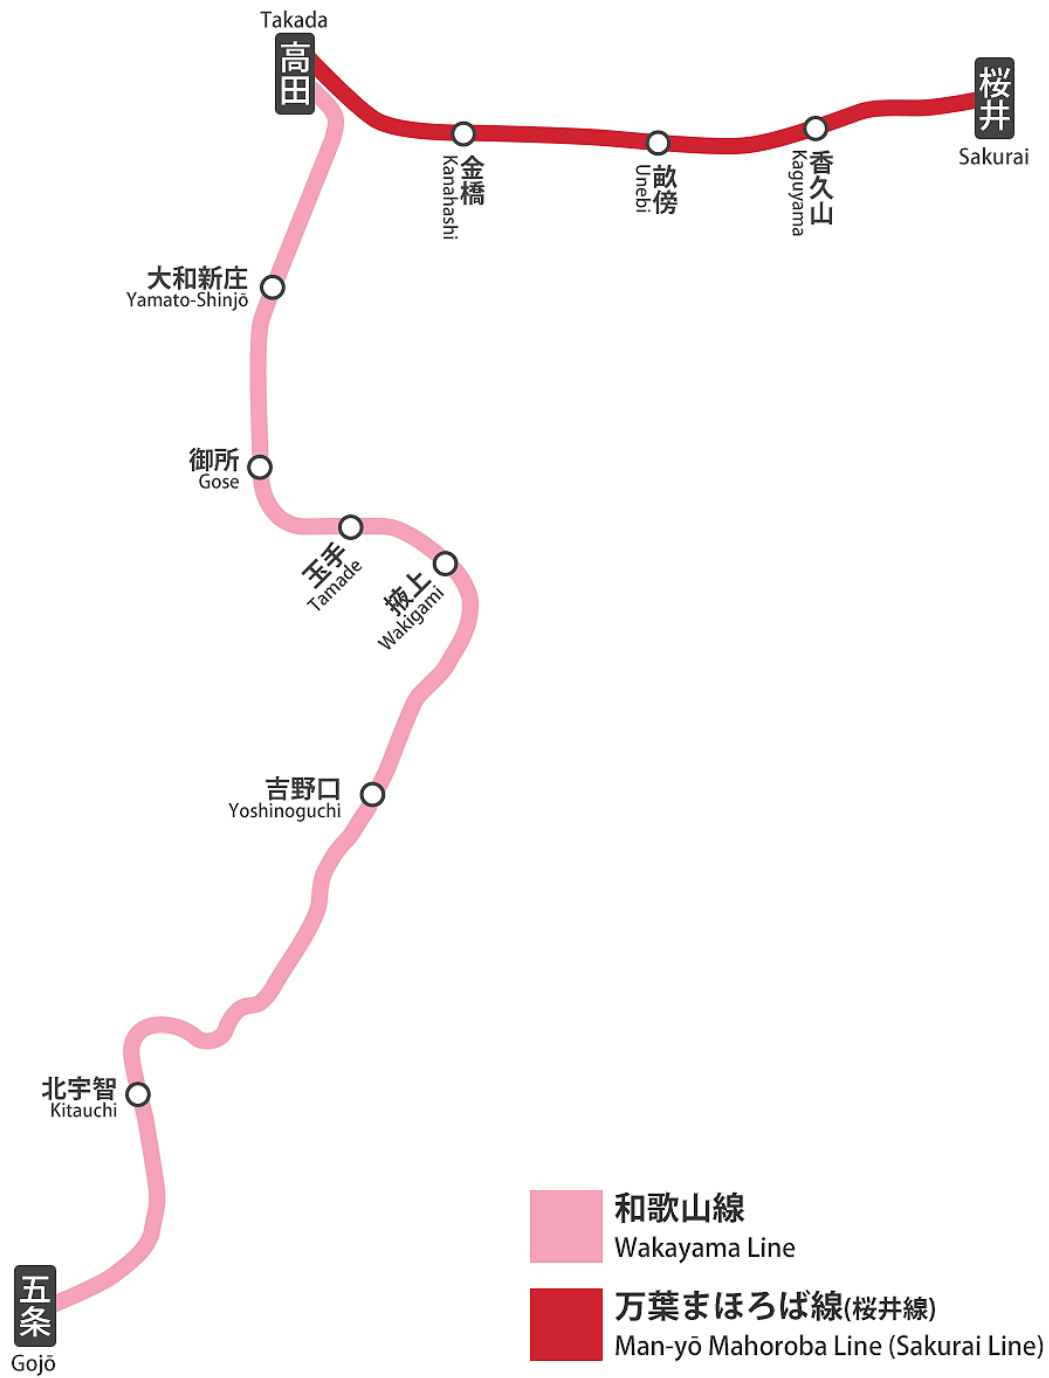 Takada
高田
桜井
Sakurai
金橋
Kanahashi
畝傍
Unebi
香久山
Kaguyama
大和新庄
Yamato-Shinjō
御所
Gose
玉手
Tamade
掖上
Wakigami
吉野口
Yoshinoguchi
北宇智
Kitauchi
五条
Gojō
和歌山線
Wakayama Line
万葉まほろば線(桜井線)
Man-yō Mahoroba Line (Sakurai Line)